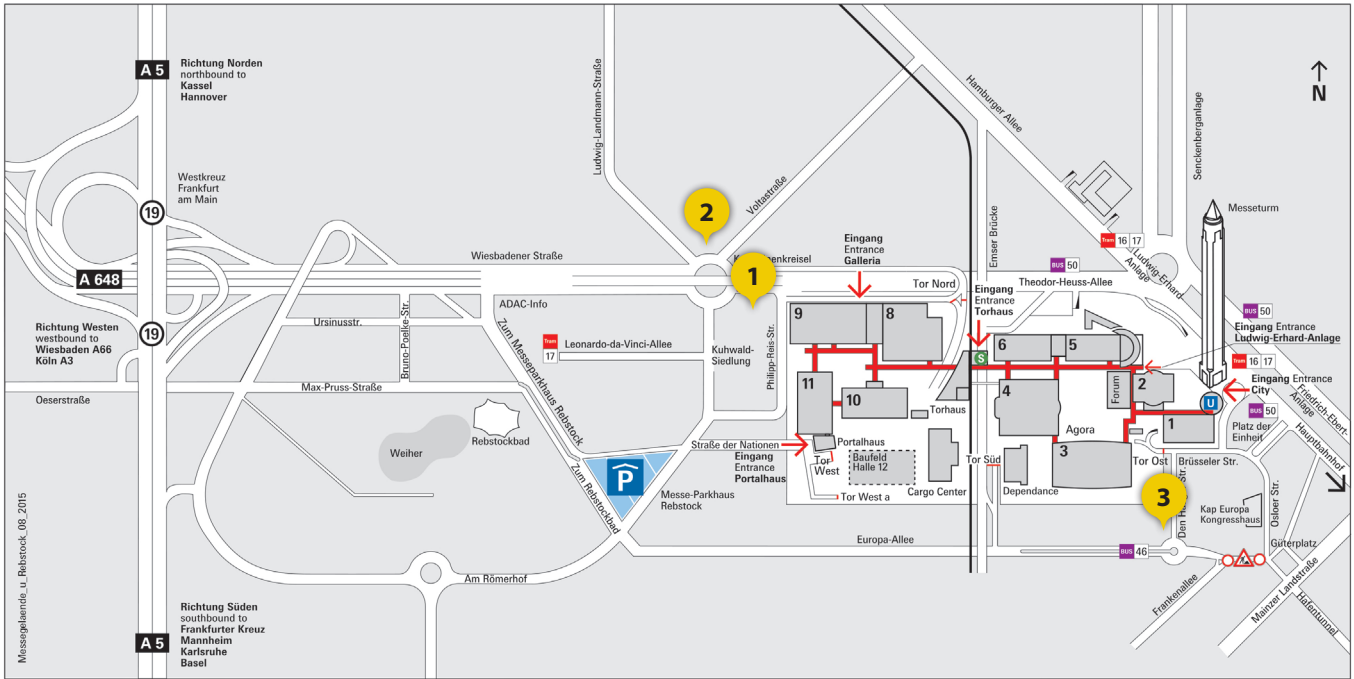 A 5
Richtung Norden
northbound to
Kassel
Hannover
Westkreuz
Frankfurt
am Main
19
A 648
Richtung Westen
westbound to
Wiesbaden A66
Köln A3
19
Oeserstraße
Max-Pruss-Straße
Ursinusstr.
Bruno-Poelke-Str.
Wiesbadener Straße
ADAC-Info
Zum Messeparkhaus Rebstock
Tram 17
Leonardo-da-Vinci-Allee
Weiher
Rebstockbad
Zum Rebstockbad
P
Messe-Parkhaus
Rebstock
Am Römerhof
Europa-Allee
A 5
Richtung Süden
southbound to
Frankfurter Kreuz
Mannheim
Karlsruhe
Basel
Messegelaende_u_Rebstock_08_2015
Ludwig-Landmann-Straße
Voltastraße
2
1
Kuhwald-
Siedlung
Philipp-Reis-Str.
Straße der Nationen
Eingang
Entrance
Portalhaus
Eingang
Entrance
Galleria
Tor Nord
9
8
11
10
Portalhaus
Tor
West
Tor West a
Baufeld
Halle 12
Torhaus
Cargo Center
Tor Süd
Dependance
Eingang
Entrance
Torhaus
S
Emser Brücke
Hamburger Allee
N
Senckenberganlage
Messeturm
Tram 16 17
Ludwig-Erhard-
Anlage
BUS 50
Theodor-Heuss-Allee
BUS 50
Eingang Entrance
Ludwig-Erhard-Anlage
Tram 16 17
Eingang Entrance
City
6
5
4
Forum
2
U
1
Agora
3
Tor Ost
BUS 50
Platz der
Einheit
Friedrich-Ebert-
Anlage
Hauptbahnhof
Brüsseler Str.
3
Kap Europa
Kongresshaus
Osloer Str.
BUS 46
Güterplatz
Frankenallee
Mainzer Landstraße
Hafentunnel